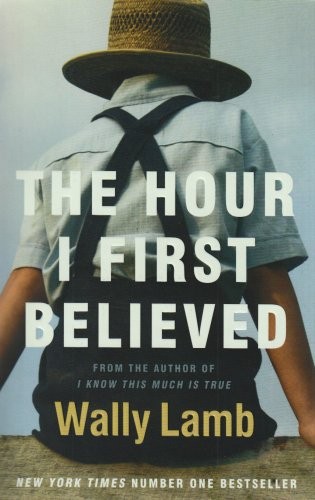 THE HOUR
I FIRST
BELIEVED
FROM THE AUTHOR OF
I KNOW THIS MUCH IS TRUE
Wally Lamb
NEW YORK TIMES NUMBER ONE BESTSELLER